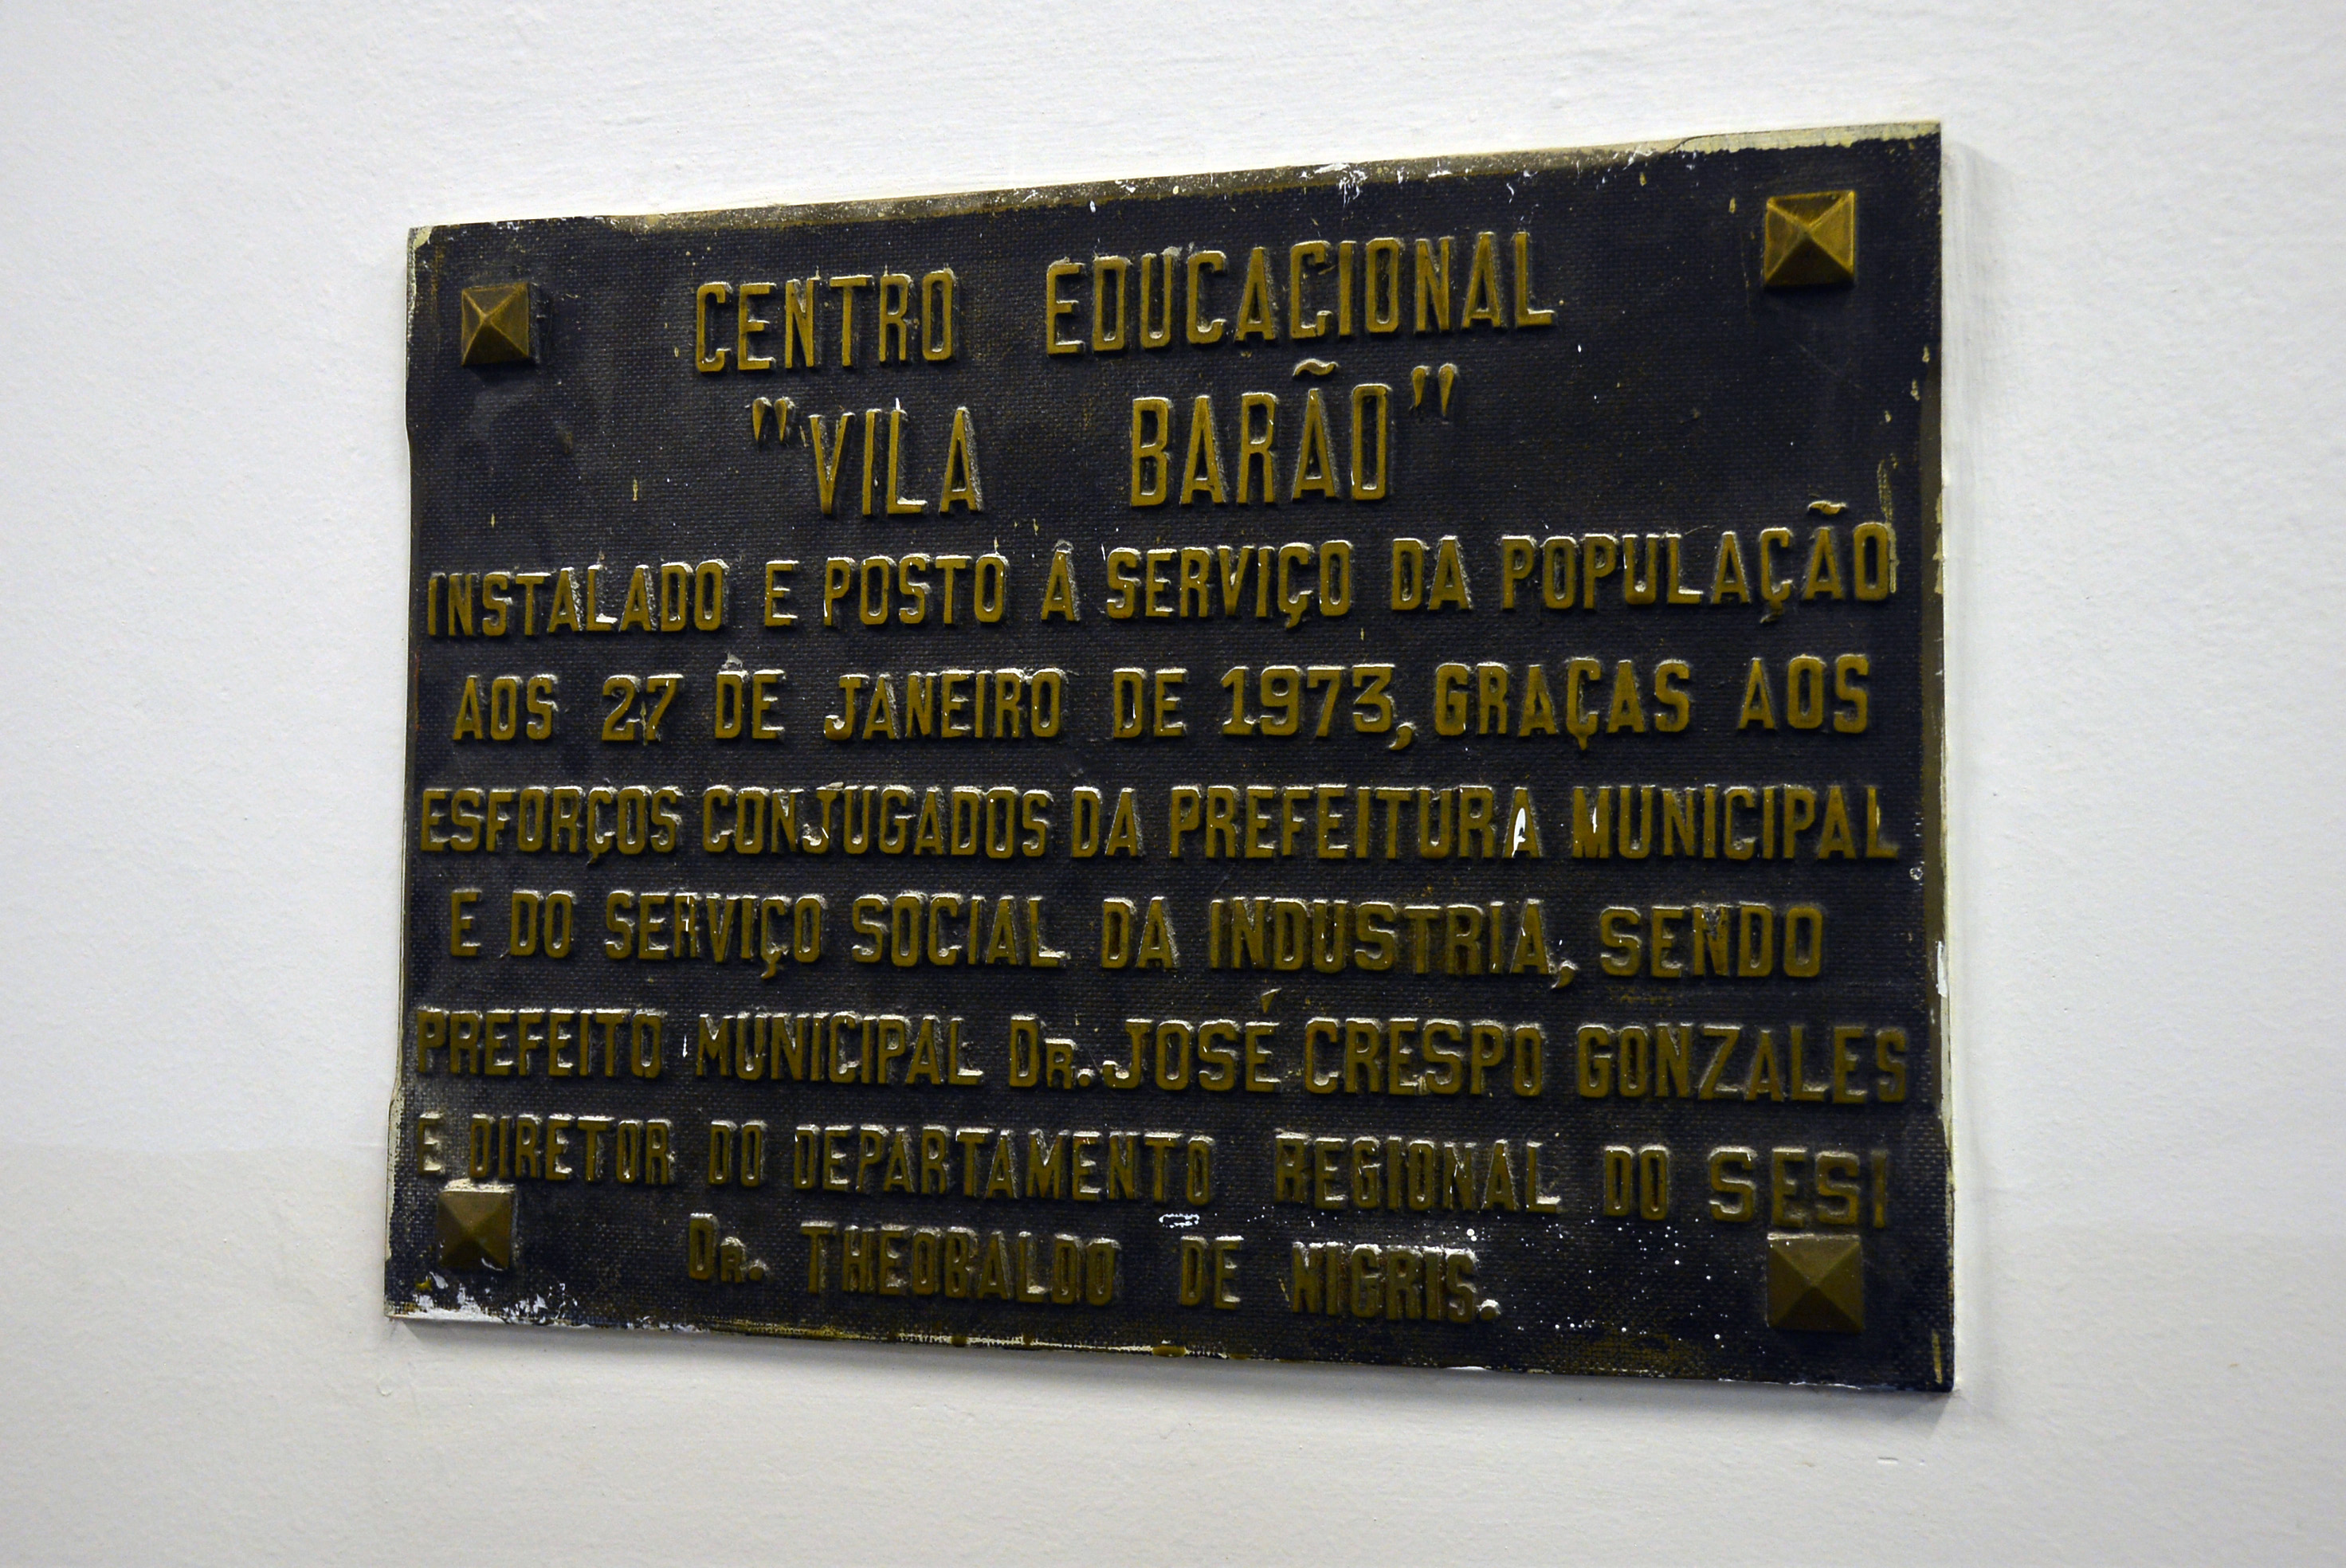 CENTRO EDUCACIONAL
"VILA BARÃO"
INSTALADO E POSTO A SERVIÇO DA POPULAÇÃO
AOS 27 DE JANEIRO DE 1973, GRAÇAS AOS
ESFORÇOS CONJUGADOS DA PREFEITURA MUNICIPAL
E DO SERVIÇO SOCIAL DA INDUSTRIA, SENDO
PREFEITO MUNICIPAL DR. JOSÉ CRESPO GONZALES
E DIRETOR DO DEPARTAMENTO REGIONAL DO SESI
DR. THEOBALDO DE NIGRIS.